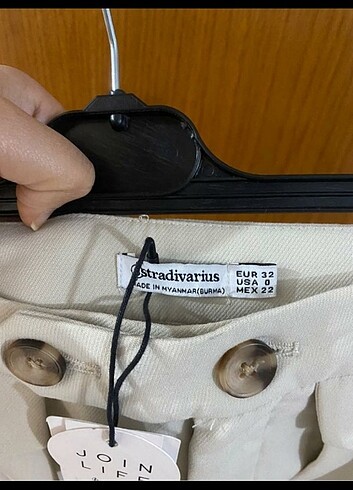 stradivarius
MADE IN MYANMAR(BURMA)
EUR 32
USA 0
MEX 22
JOIN
LIFE